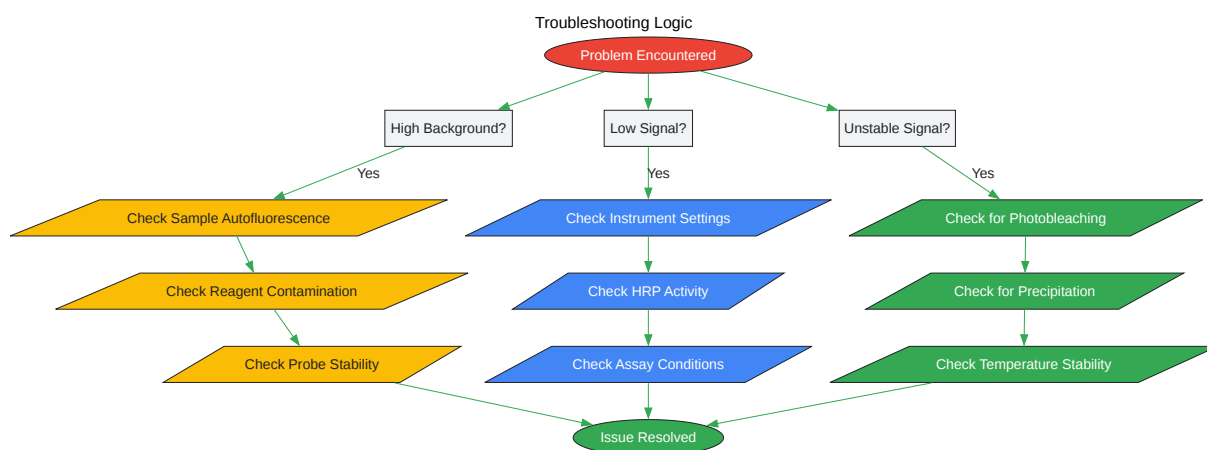 Troubleshooting Logic
Problem Encountered
High Background?
Low Signal?
Unstable Signal?
Yes
Yes
Yes
Check Sample Autofluorescence
Check Instrument Settings
Check for Photobleaching
Check Reagent Contamination
Check HRP Activity
Check for Precipitation
Check Probe Stability
Check Assay Conditions
Check Temperature Stability
Issue Resolved